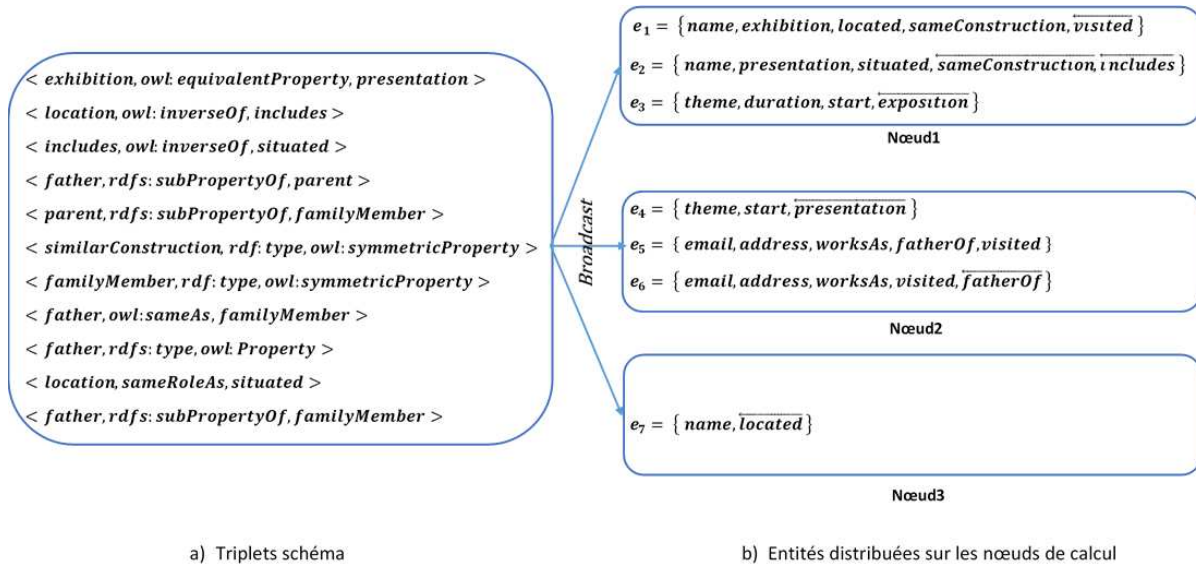 < exhibition, owl: equivalentProperty, presentation >
< location, owl: inverseOf, includes >
< includes, owl: inverseOf, situated >
< father, rdfs: subPropertyOf, parent >
< parent, rdfs: subPropertyOf, familyMember >
< similarConstruction, rdf: type, owl: symmetricProperty >
< familyMember, rdf: type, owl: symmetricProperty >
< father, owl: sameAs, familyMember >
< father, rdfs: type, owl: Property >
< location, sameRoleAs, situated >
< father, rdfs: subPropertyOf, familyMember >
a) Triplets schéma
Broadcast
e₁ = { name, exhibition, located, sameConstruction, visited }
e₂ = { name, presentation, situated, sameConstruction, includes }
e₃ = { theme, duration, start, exposition }
Nœud1
e₄ = { theme, start, presentation }
e₅ = { email, address, worksAs, fatherOf, visited }
e₆ = { email, address, worksAs, visited, fatherOf }
Nœud2
e₇ = { name, located }
Nœud3
b) Entités distribuées sur les nœuds de calcul